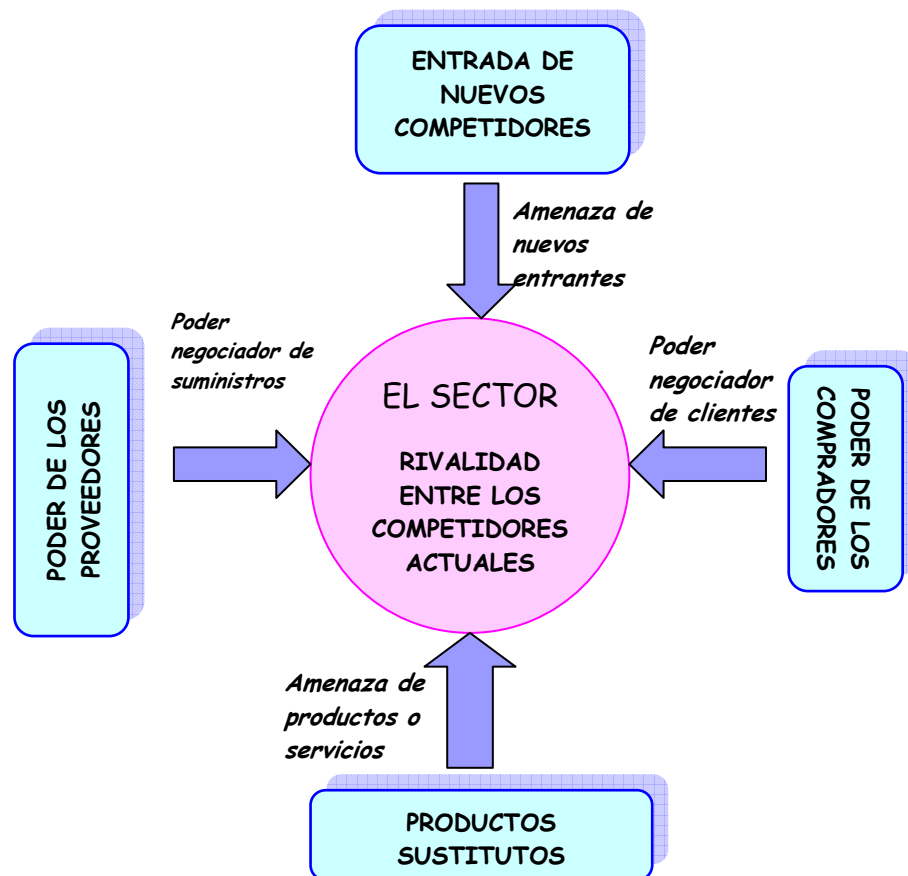 ENTRADA DE
NUEVOS
COMPETIDORES
Amenaza de
nuevos
entrantes
Poder
negociador de
suministros
PODER DE LOS
PROVEEDORES
EL SECTOR
RIVALIDAD
ENTRE LOS
COMPETIDORES
ACTUALES
Poder
negociador
de clientes
PODER DE LOS
COMPRADORES
Amenaza de
productos o
servicios
PRODUCTOS
SUSTITUTOS